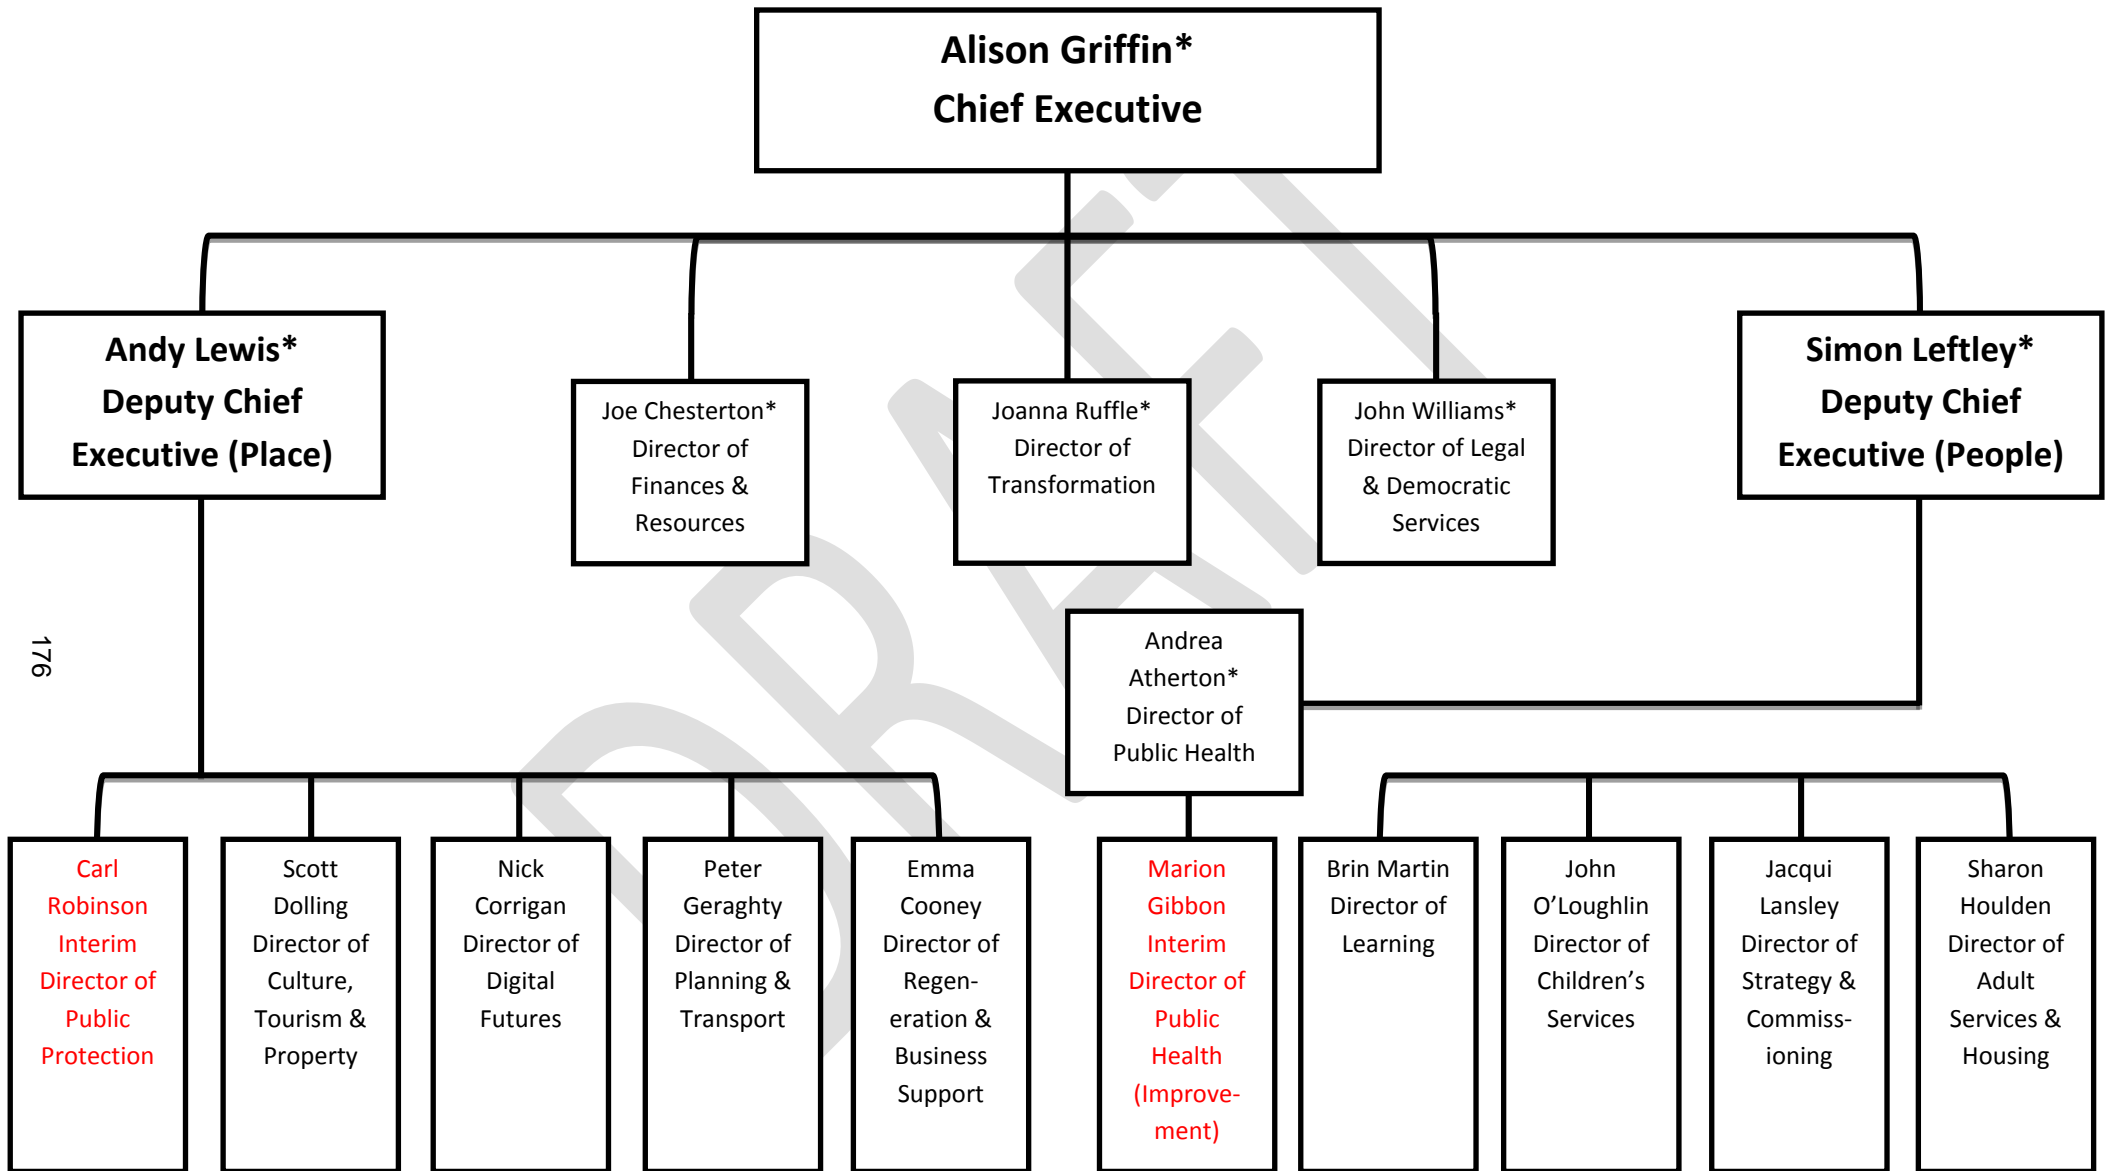 Alison Griffin*
Chief Executive
Andy Lewis*
Deputy Chief
Executive (Place)
Joe Chesterton*
Director of
Finances &
Resources
Joanna Ruffle*
Director of
Transformation
John Williams*
Director of Legal
& Democratic
Services
Simon Leftley*
Deputy Chief
Executive (People)
Andrea
Atherton*
Director of
Public Health
Carl
Robinson
Interim
Director of
Public
Protection
Scott
Dolling
Director of
Culture,
Tourism &
Property
Nick
Corrigan
Director of
Digital
Futures
Peter
Geraghty
Director of
Planning &
Transport
Emma
Cooney
Director of
Regen-
eration &
Business
Support
Marion
Gibbon
Interim
Director of
Public
Health
(Improve-
ment)
Brin Martin
Director of
Learning
John
O’Loughlin
Director of
Children’s
Services
Jacqui
Lansley
Director of
Strategy &
Commiss-
ioning
Sharon
Houlden
Director of
Adult
Services &
Housing
176
DRAFT